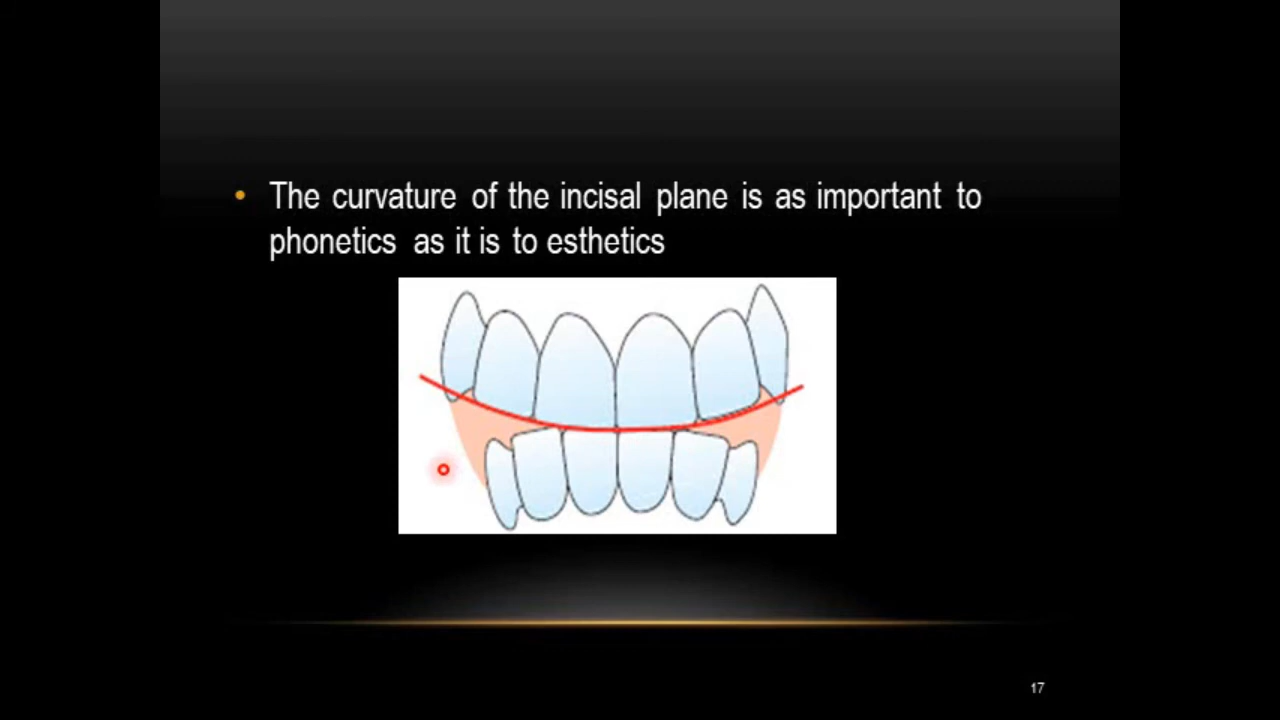 • The curvature of the incisal plane is as important to
phonetics as it is to esthetics
17